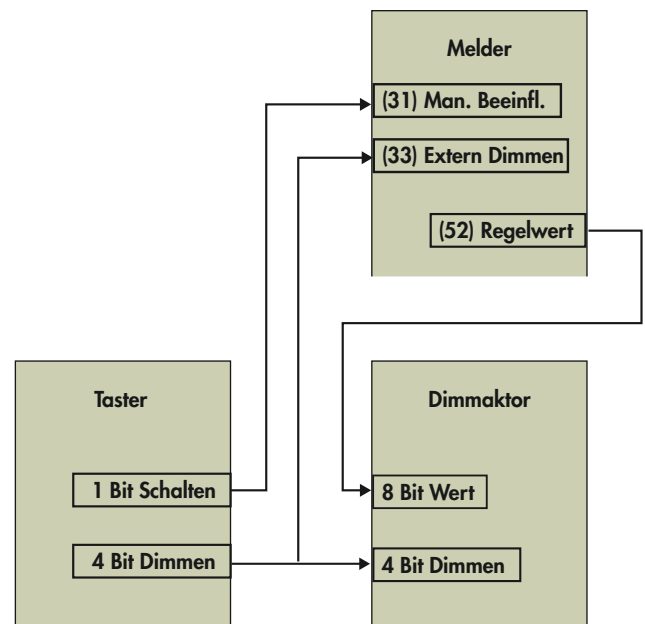 Melder
(31) Man. Beeinfl.
(33) Extern Dimmen
(52) Regelwert
Taster
1 Bit Schalten
4 Bit Dimmen
Dimmaktor
8 Bit Wert
4 Bit Dimmen